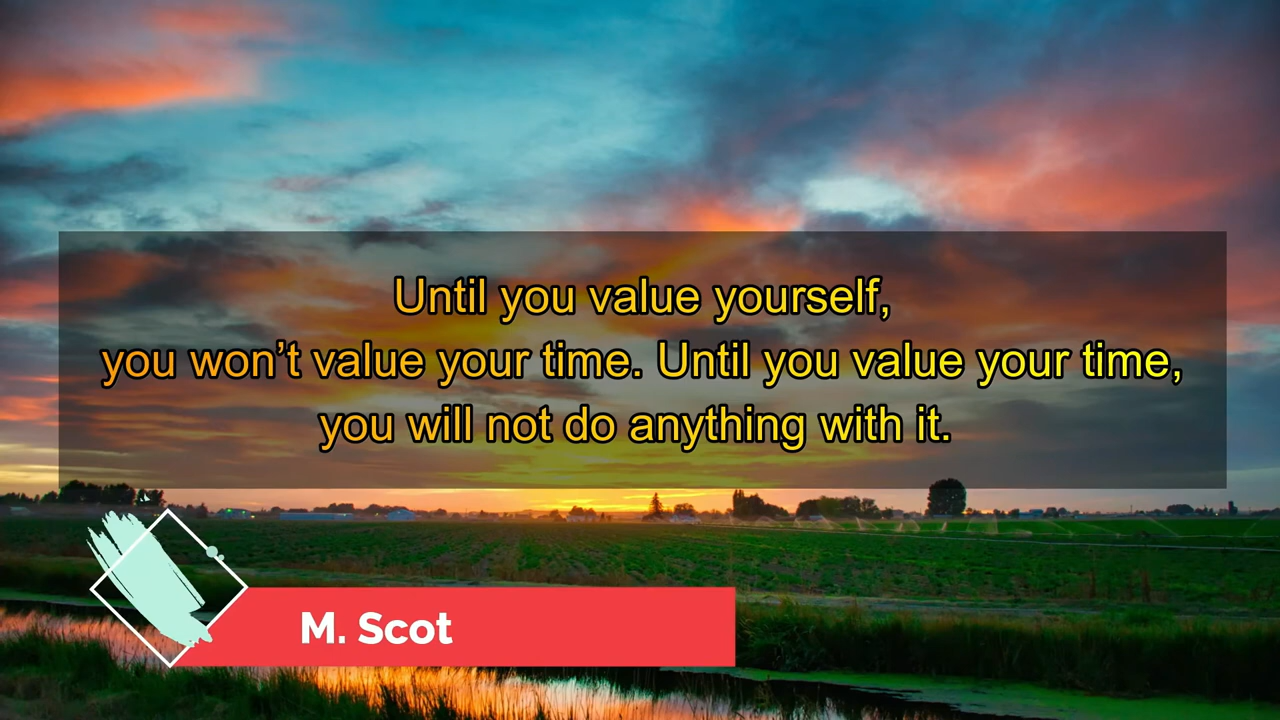 Until you value yourself,
you won’t value your time. Until you value your time,
you will not do anything with it.
M. Scot